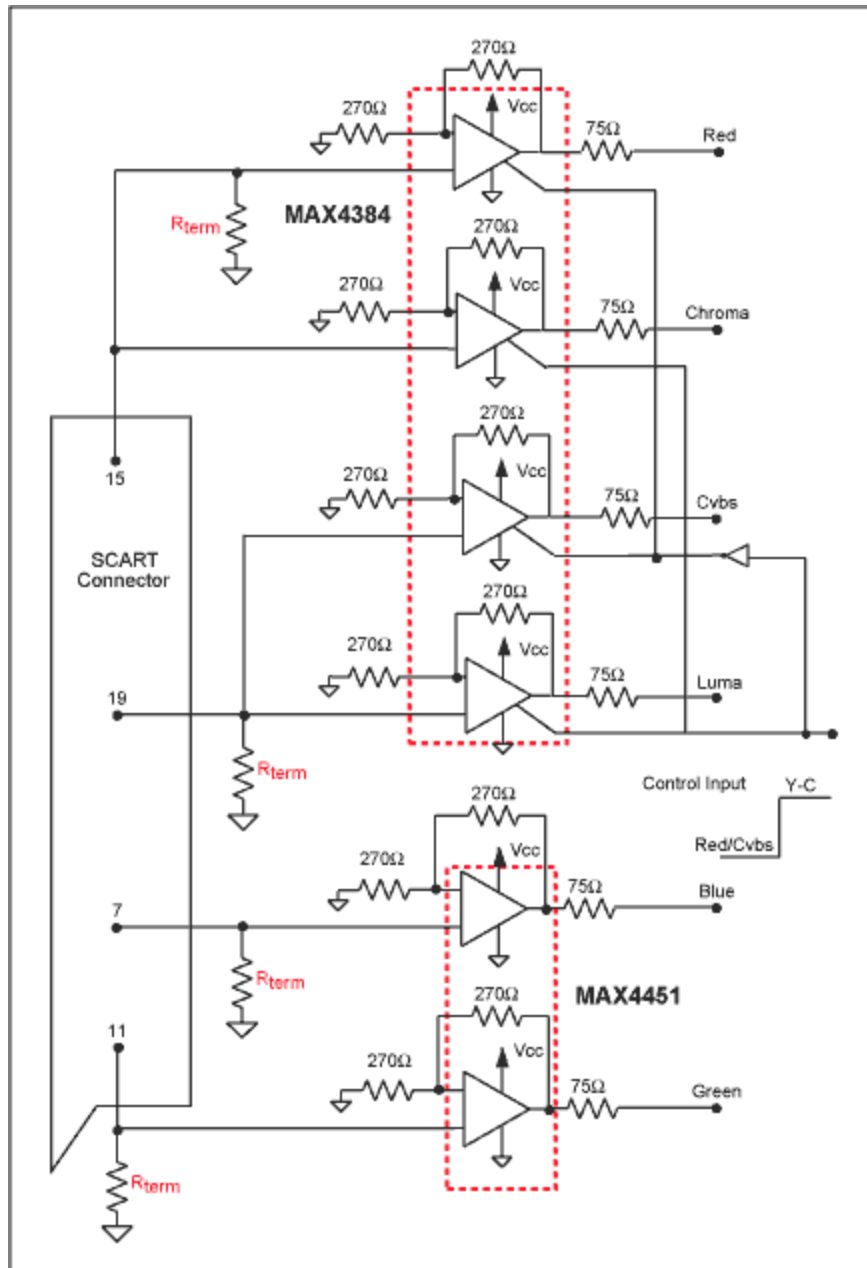 270Ω
270Ω
Vcc
75Ω
Red
Rterm
MAX4384
270Ω
270Ω
Vcc
75Ω
Chroma
15
270Ω
270Ω
Vcc
75Ω
Cvbs
SCART
Connector
270Ω
270Ω
Vcc
75Ω
Luma
19
Rterm
Control Input
Y-C
Red/Cvbs
270Ω
270Ω
Vcc
75Ω
Blue
7
Rterm
MAX4451
270Ω
11
270Ω
Vcc
75Ω
Green
Rterm